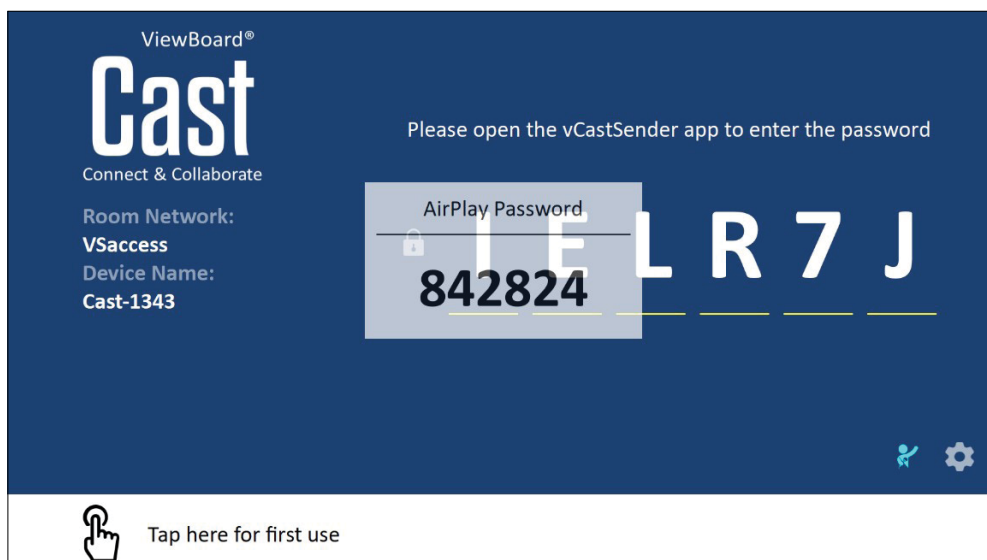 ViewBoard®
Cast
Connect & Collaborate
Room Network:
VSaccess
Device Name:
Cast-1343
Please open the vCastSender app to enter the password
I E L R 7 J
AirPlay Password
842824
Tap here for first use